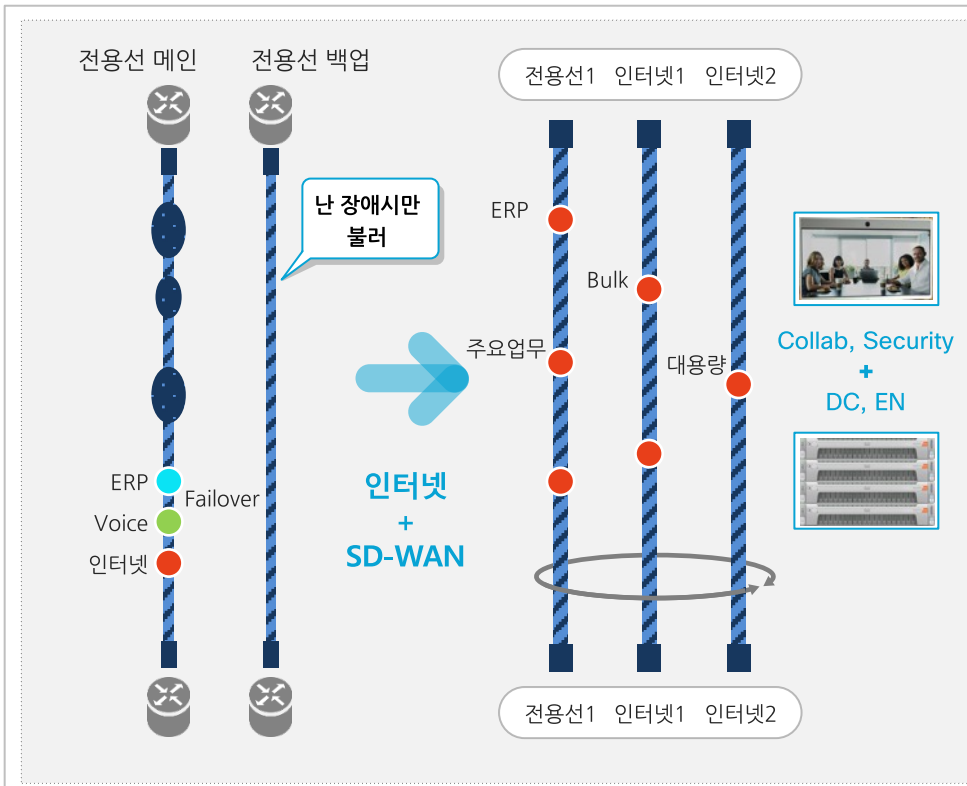 전용선 메인
전용선 백업
난 장애시만
불러
ERP
Failover
Voice
인터넷
인터넷
+
SD-WAN
전용선1 인터넷1 인터넷2
ERP
Bulk
주요업무
대용량
전용선1 인터넷1 인터넷2
Collab, Security
+
DC, EN